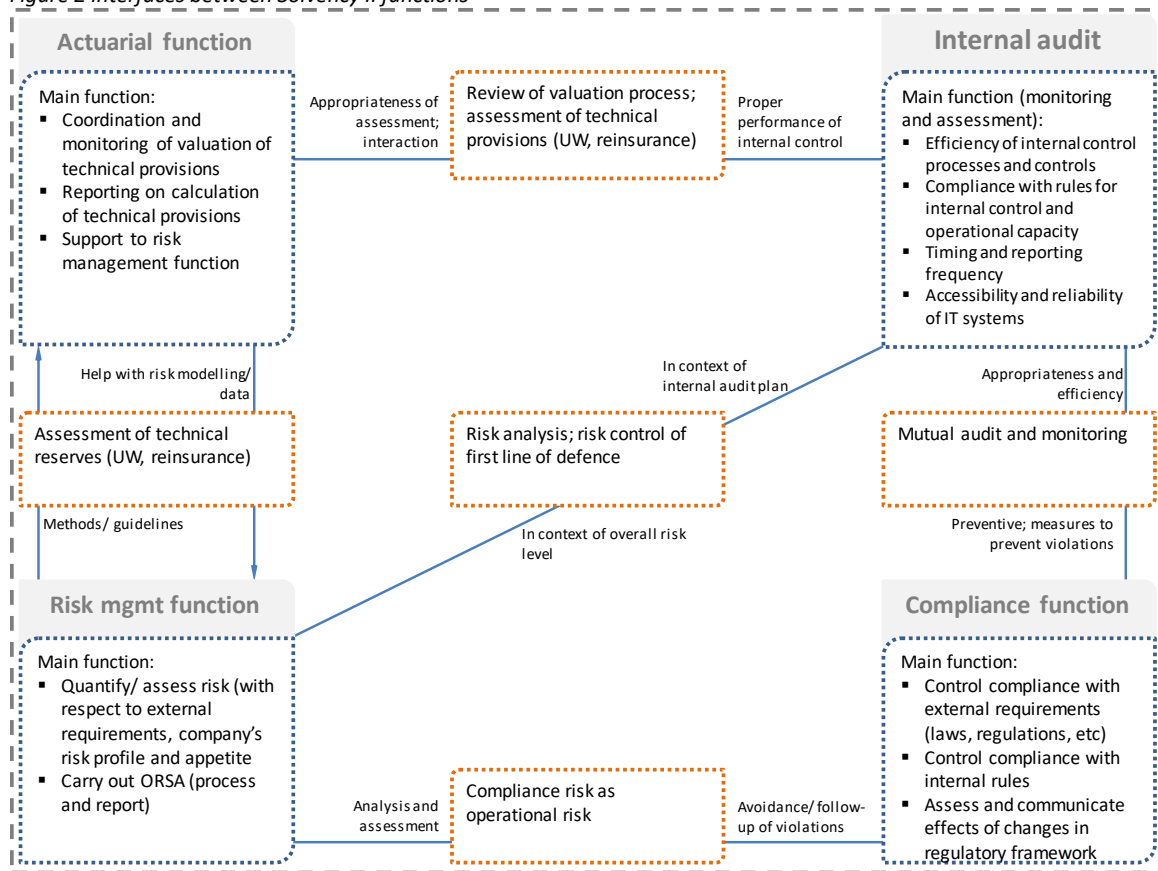 Figure 2 Interfaces between Solvency II functions
Actuarial function
Main function:
▪ Coordination and
monitoring of valuation of
technical provisions
▪ Reporting on calculation
of technical provisions
▪ Support to risk
management function
Appropriateness of
assessment;
interaction
Review of valuation process;
assessment of technical
provisions (UW, reinsurance)
Proper
performance of
internal control
Internal audit
Main function (monitoring
and assessment):
▪ Efficiency of internal control
processes and controls
▪ Compliance with rules for
internal control and
operational capacity
▪ Timing and reporting
frequency
▪ Accessibility and reliability
of IT systems
Help with risk modelling/
data
In context of
internal audit plan
Appropriateness and
efficiency
Assessment of technical
reserves (UW, reinsurance)
Risk analysis; risk control of
first line of defence
Mutual audit and monitoring
Methods/ guidelines
In context of overall risk
level
Preventive; measures to
prevent violations
Risk mgmt function
Main function:
▪ Quantify/ assess risk (with
respect to external
requirements, company's
risk profile and appetite
▪ Carry out ORSA (process
and report)
Analysis and
assessment
Compliance risk as
operational risk
Avoidance/ follow-
up of violations
Compliance function
Main function:
▪ Control compliance with
external requirements
(laws, regulations, etc)
▪ Control compliance with
internal rules
▪ Assess and communicate
effects of changes in
regulatory framework